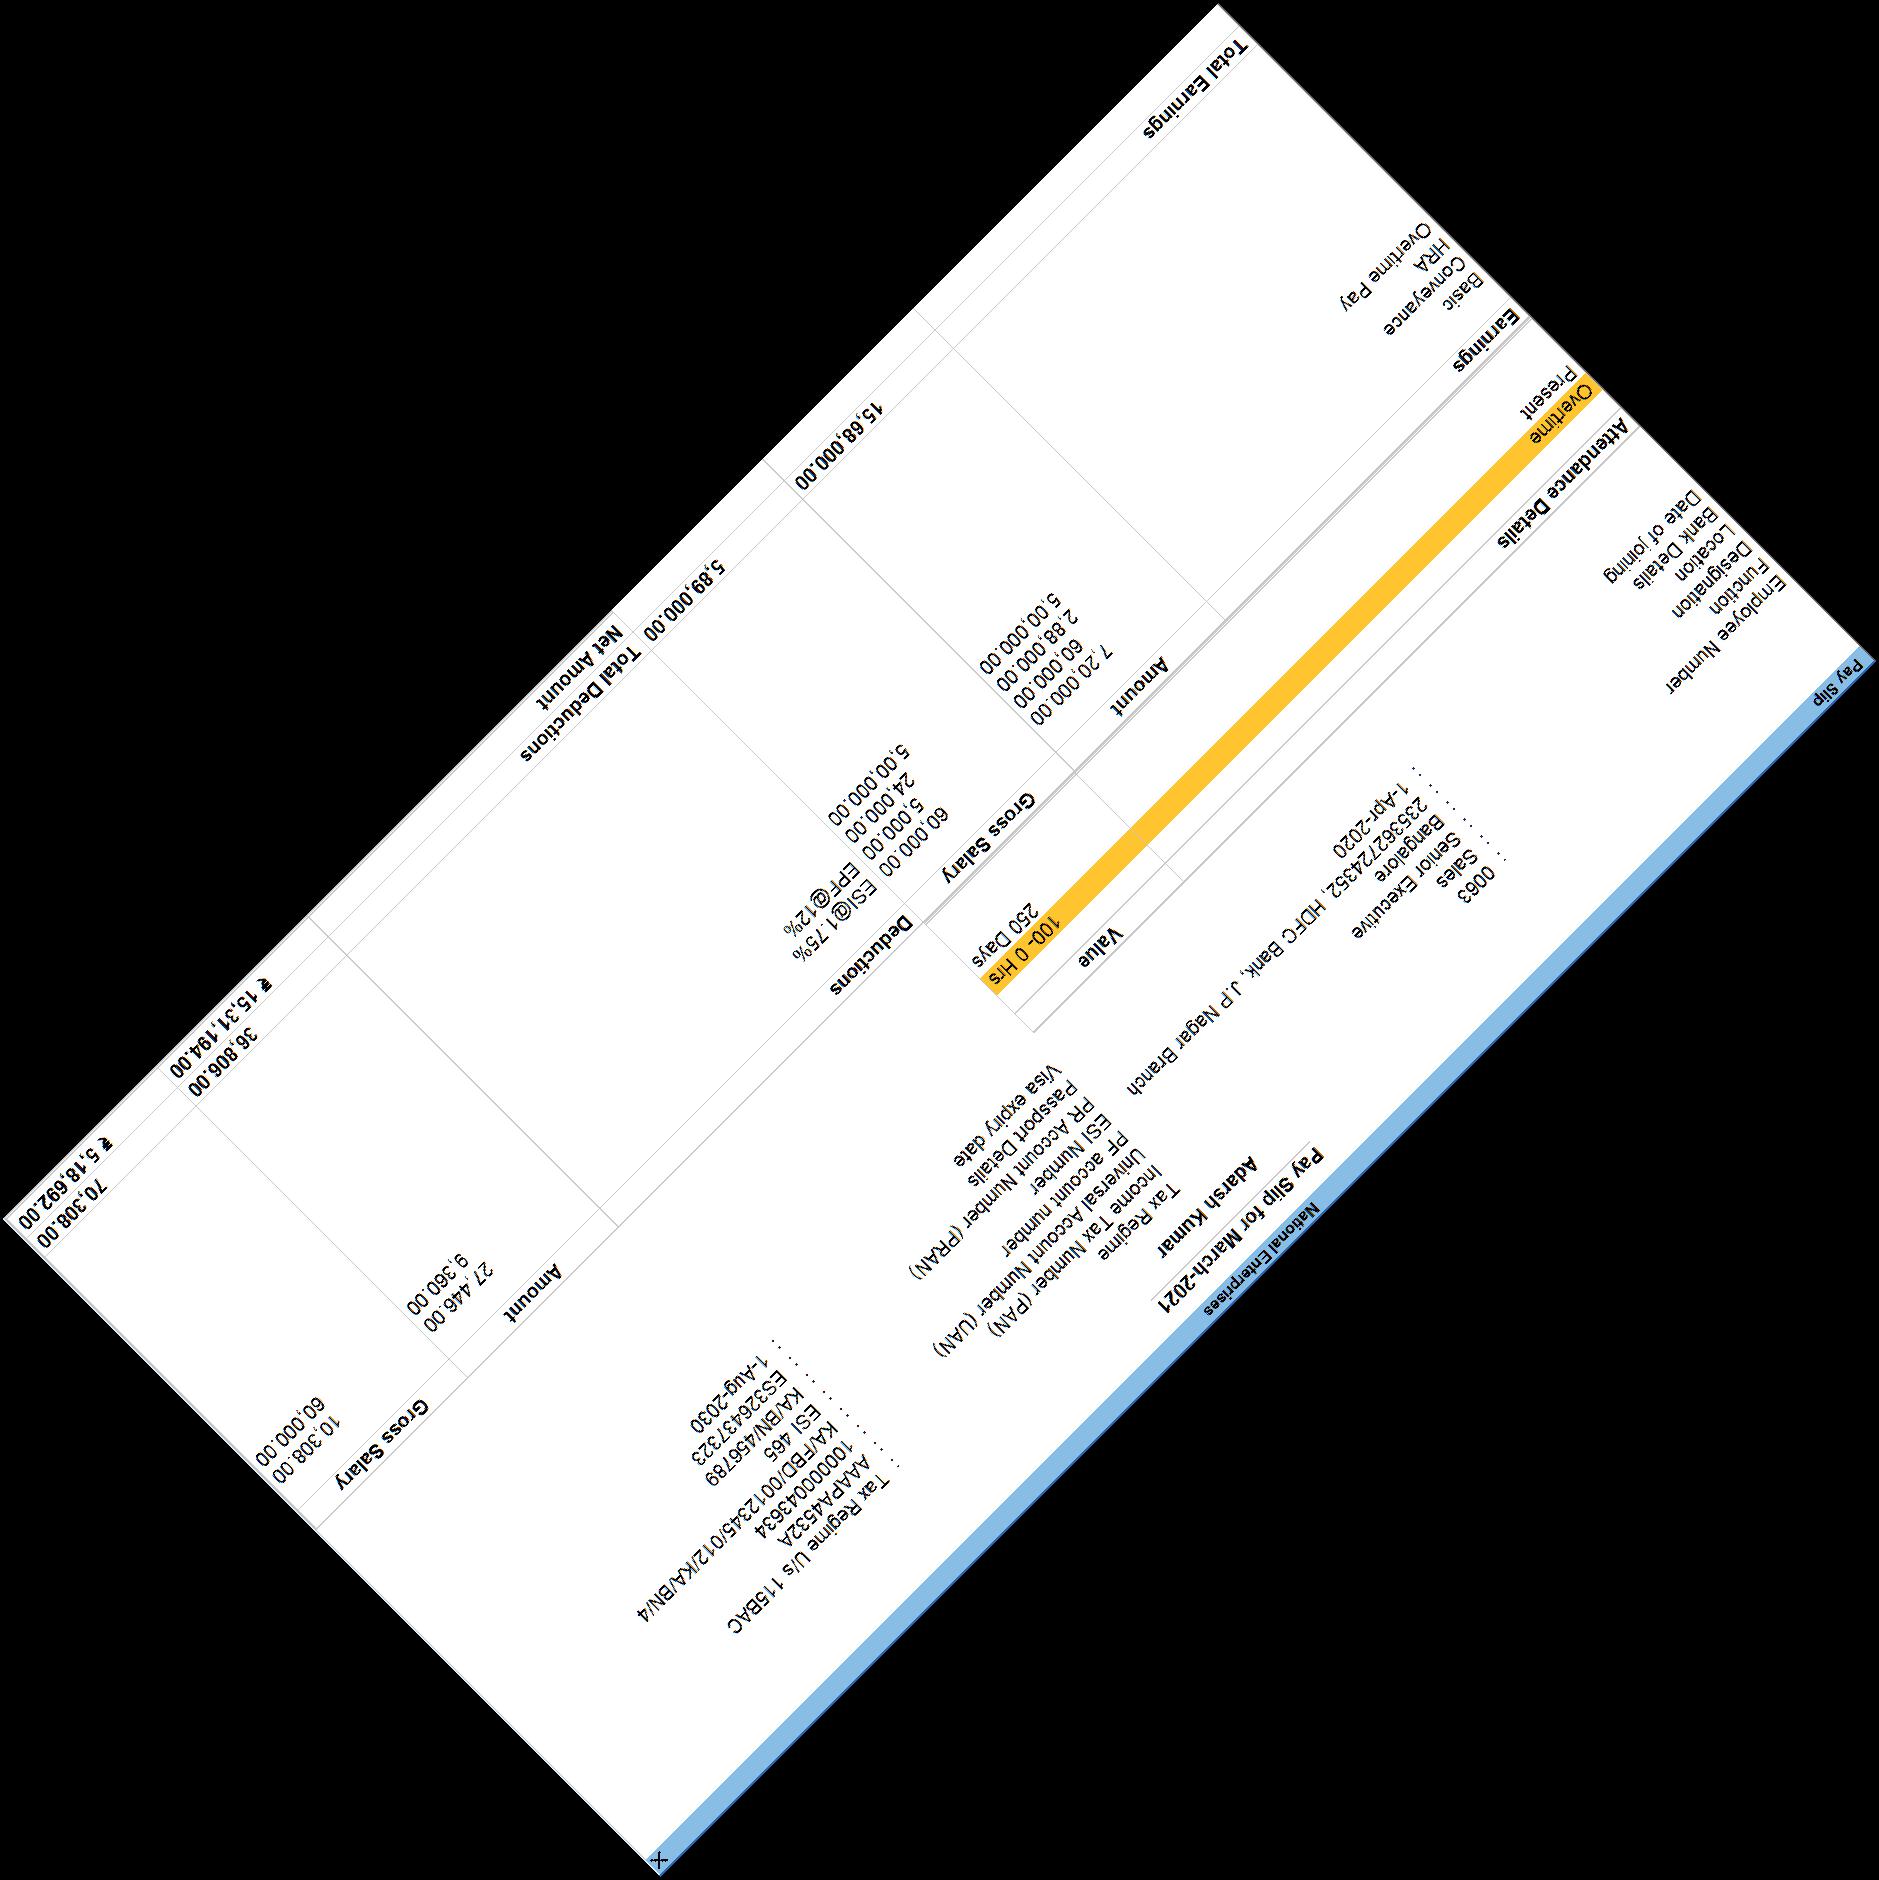 Pay Slip National Enterprises ×
Pay Slip for March-2021
Adarsh Kumar
Employee Number : 0063 Tax Regime : Tax Regime U/s 115BAC
Function : Sales Income Tax Number (PAN) : AAAPA4532A
Designation : Senior Executive Universal Account Number (UAN) : 100000043634
Location : Bangalore PF account number : KA/FBD/0012345/012/KA/BN/4
Bank Details : 235362724352, HDFC Bank, J.P Nagar Branch ESI Number : ESI 465
Date of joining : 1-Apr-2020 PR Account Number (PRAN) : KA/BN/456789
Passport Details : ES326437323
Visa expiry date : 1-Aug-2030
Attendance Details Value
Overtime 100- 0 Hrs
Present 250 Days
Earnings Amount Gross Salary Deductions Amount Gross Salary
Basic 7,20,000.00 60,000.00 ESI@1.75% 27,446.00 10,308.00
Conveyance 60,000.00 5,000.00 EPF@12% 9,360.00 60,000.00
HRA 2,88,000.00 24,000.00
Overtime Pay 5,00,000.00 5,00,000.00
Total Earnings 15,68,000.00 5,89,000.00 Total Deductions 36,806.00 70,308.00
Net Amount ₹ 15,31,194.00 ₹ 5,18,692.00